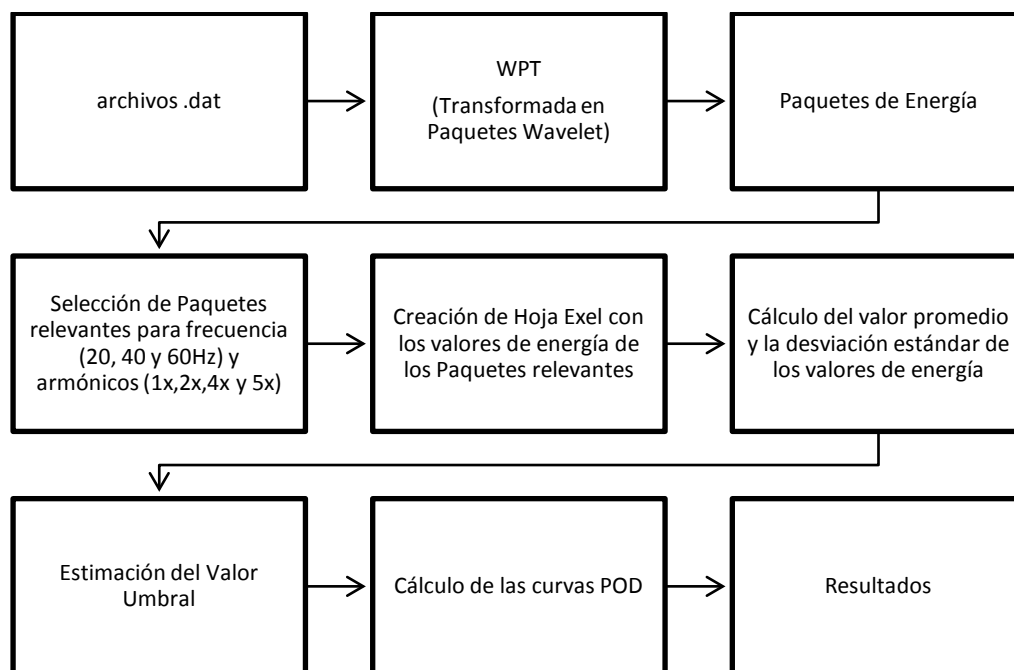 archivos .dat
WPT
(Transformada en
Paquetes Wavelet)
Paquetes de Energía
Selección de Paquetes
relevantes para frecuencia
(20, 40 y 60Hz) y
armónicos (1x,2x,4x y 5x)
Creación de Hoja Exel con
los valores de energía de
los Paquetes relevantes
Cálculo del valor promedio
y la desviación estándar de
los valores de energía
Estimación del Valor
Umbral
Cálculo de las curvas POD
Resultados